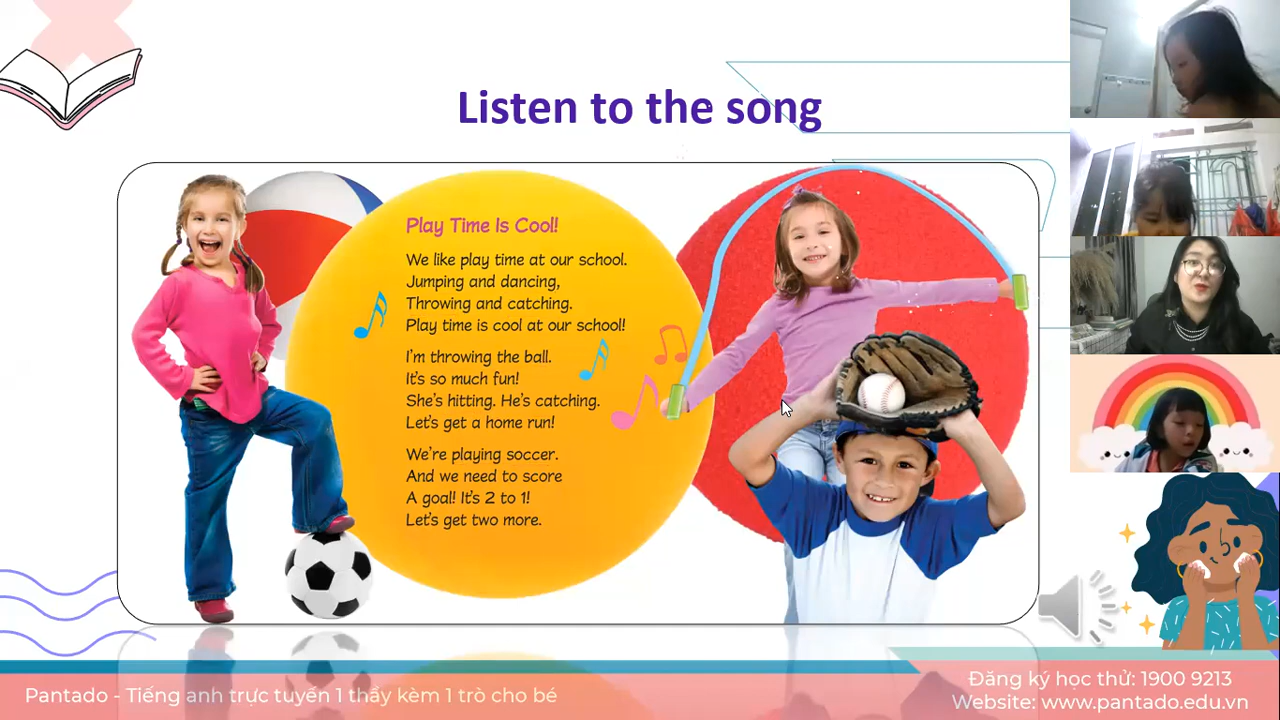 Listen to the song
Play Time Is Cool!
We like play time at our school.
Jumping and dancing,
Throwing and catching.
Play time is cool at our school!
I'm throwing the ball.
It's so much fun!
She's hitting. He's catching.
Let's get a home run!
We're playing soccer.
And we need to score
A goal! It's 2 to 1!
Let's get two more.
Pantado - Tiếng anh trực tuyến 1 thầy kèm 1 trò cho bé
Đăng ký học thử: 1900 9213
Website: www.pantado.edu.vn